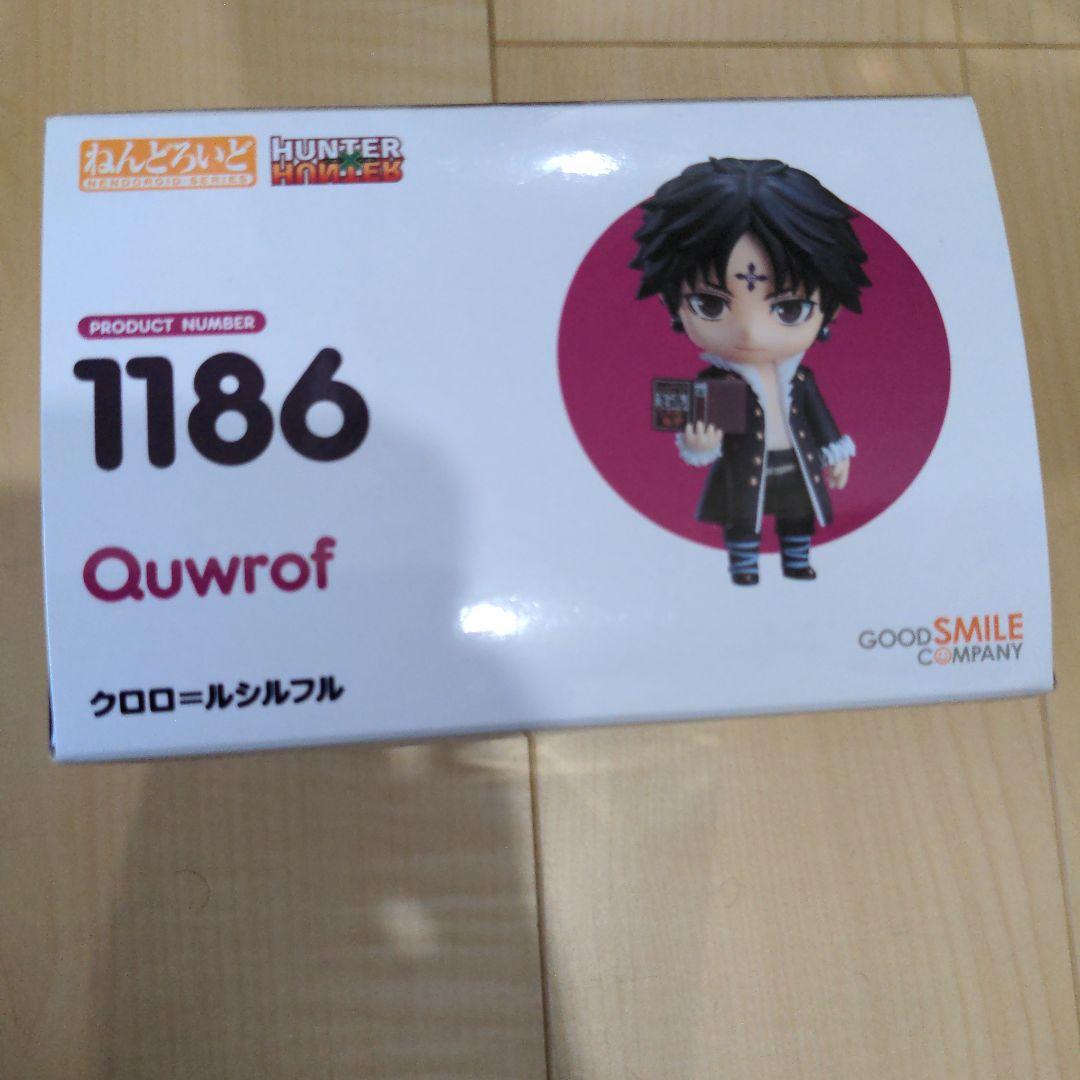 ねんどろいど
NENDOROID-SERIES
HUNTER
×
HUNTER
PRODUCT NUMBER
1186
Quwrof
クロロ=ルシルフル
GOOD SMILE
COMPANY